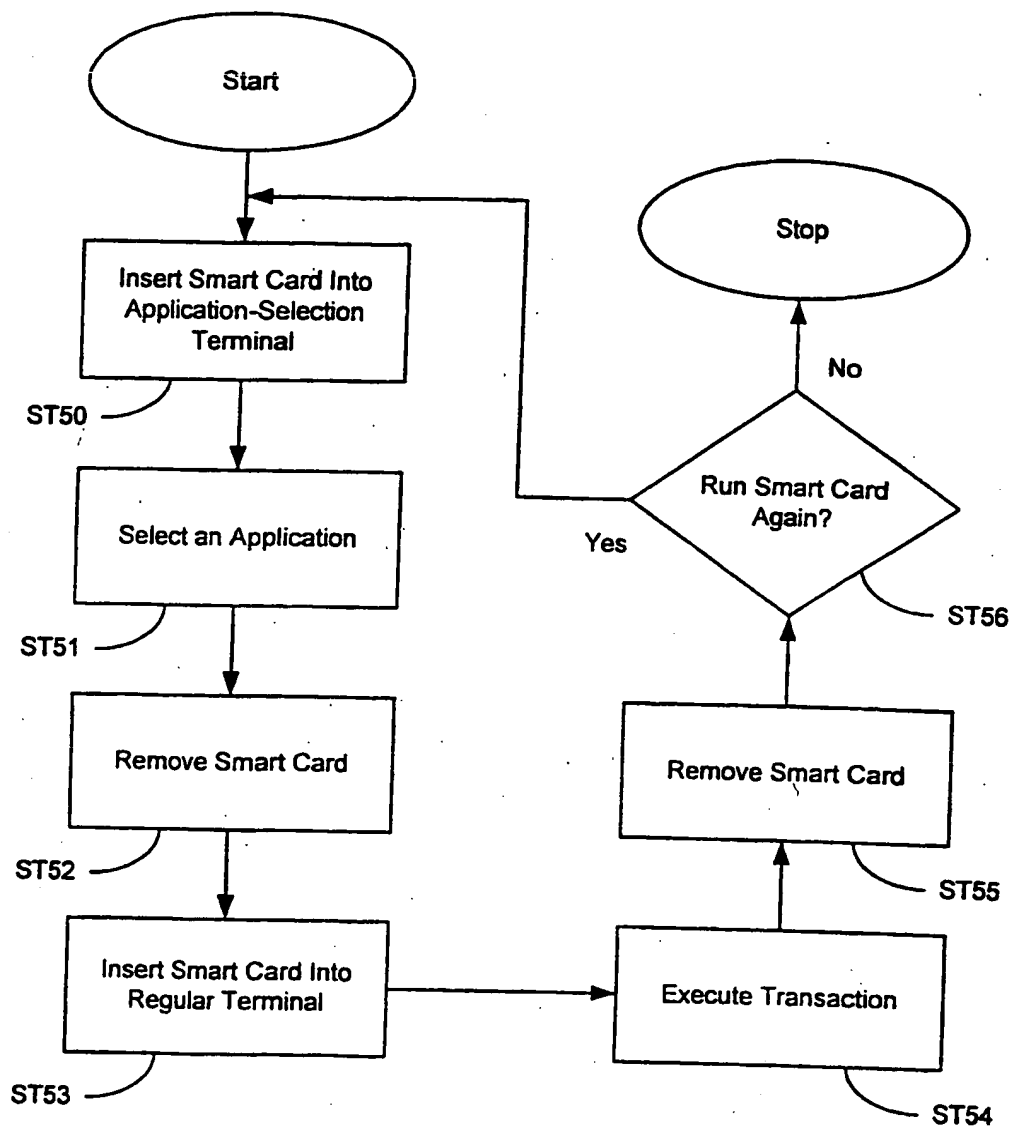 Start
Insert Smart Card Into
Application-Selection
Terminal
ST50
Select an Application
ST51
Remove Smart Card
ST52
Insert Smart Card Into
Regular Terminal
ST53
Execute Transaction
ST54
Remove Smart Card
ST55
Run Smart Card
Again?
ST56
Yes
No
Stop